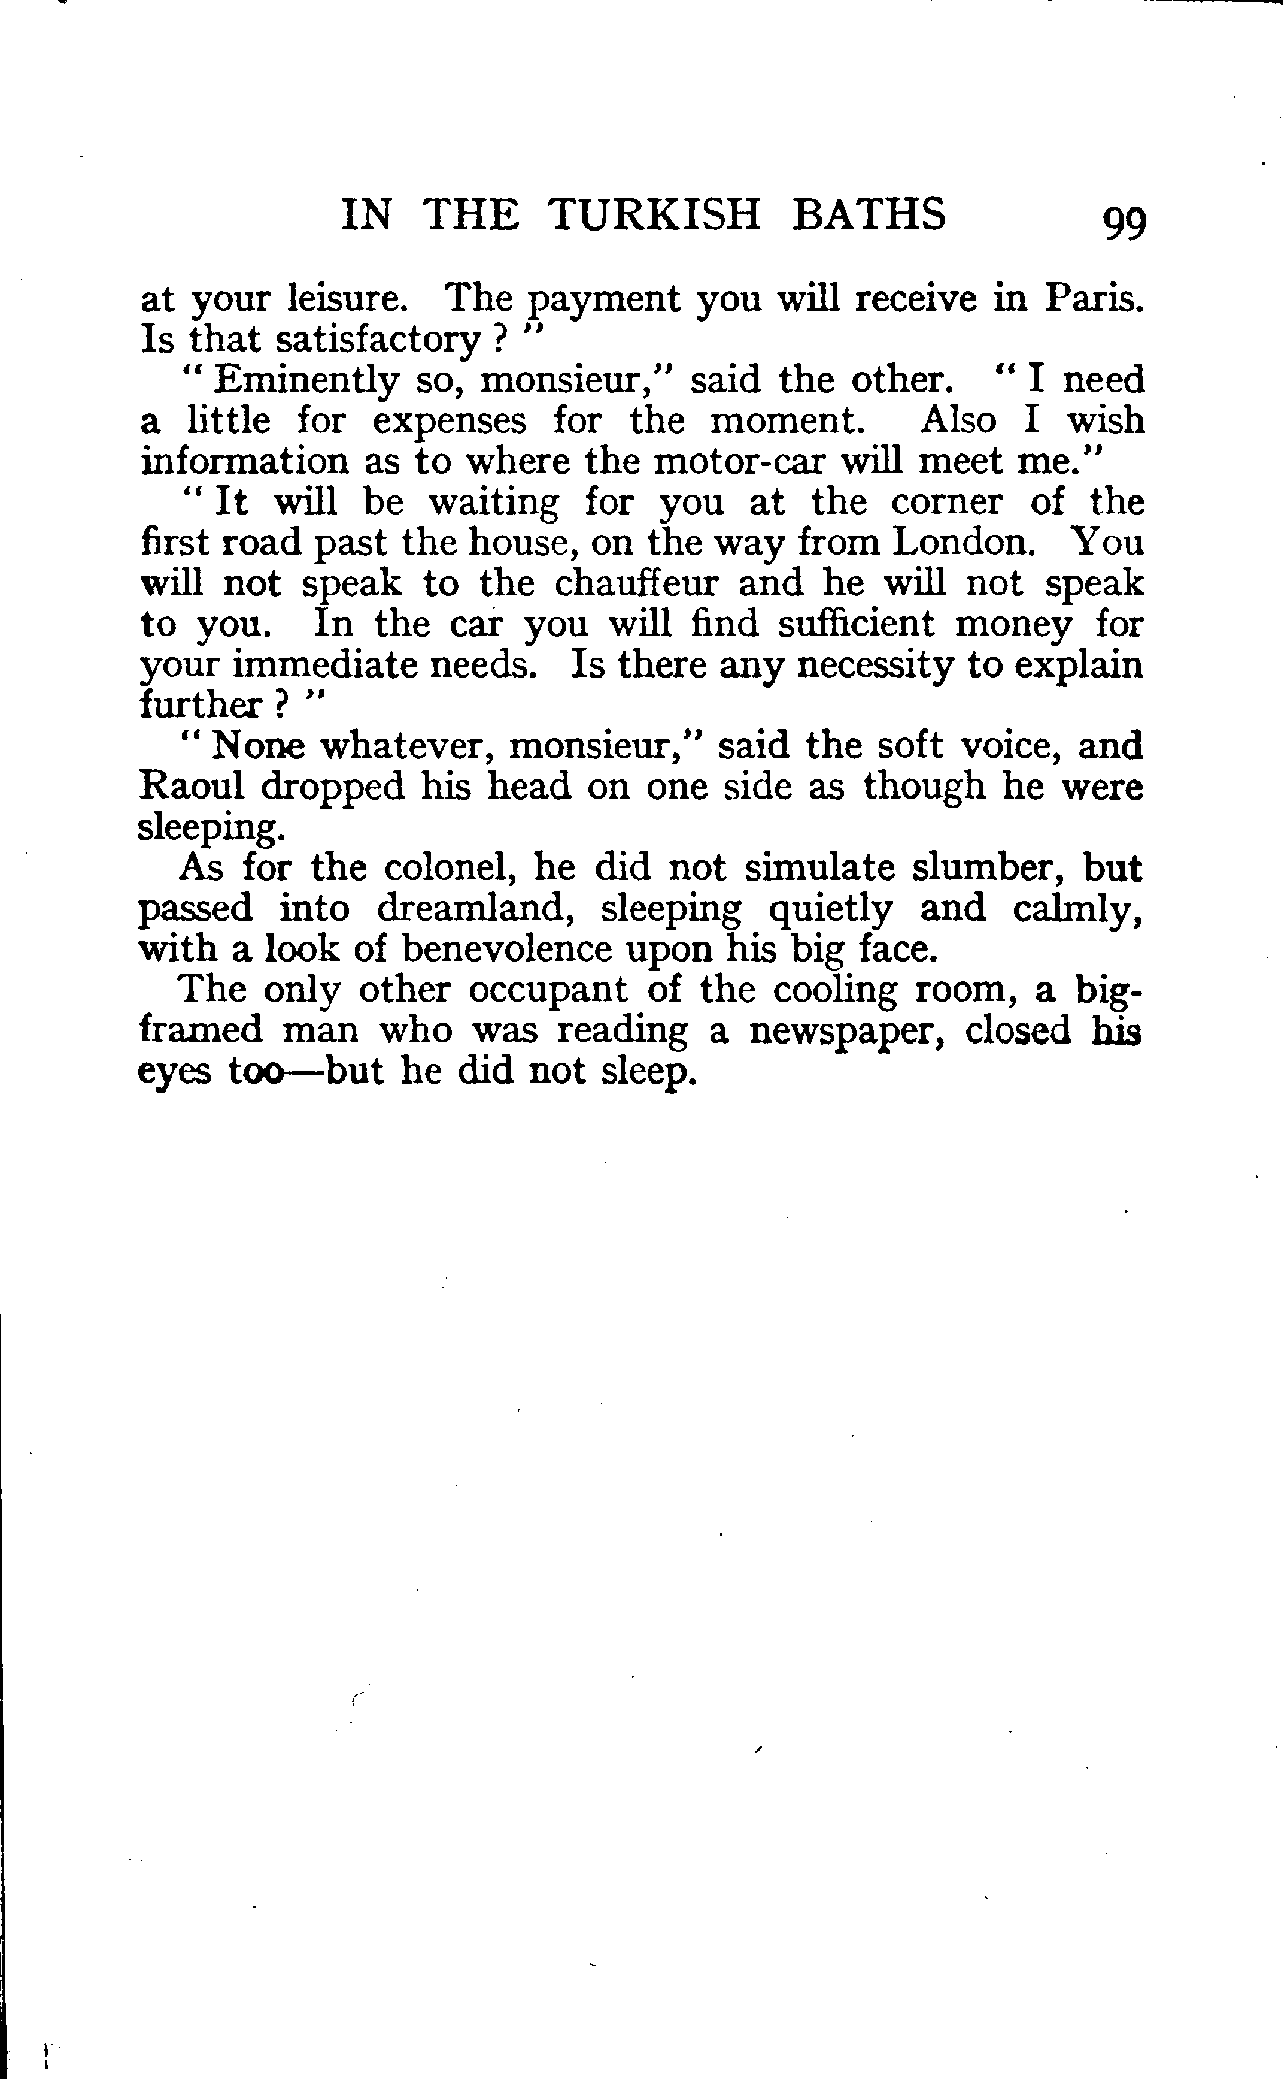 IN THE TURKISH BATHS 99
at your leisure. The payment you will receive in Paris.
Is that satisfactory ? "
" Eminently so, monsieur," said the other. " I need
a little for expenses for the moment. Also I wish
information as to where the motor-car will meet me."
" It will be waiting for you at the corner of the
first road past the house, on the way from London. You
will not speak to the chauffeur and he will not speak
to you. In the car you will find sufficient money for
your immediate needs. Is there any necessity to explain
further ? "
" None whatever, monsieur," said the soft voice, and
Raoul dropped his head on one side as though he were
sleeping.
As for the colonel, he did not simulate slumber, but
passed into dreamland, sleeping quietly and calmly,
with a look of benevolence upon his big face.
The only other occupant of the cooling room, a big-
framed man who was reading a newspaper, closed his
eyes too—but he did not sleep.